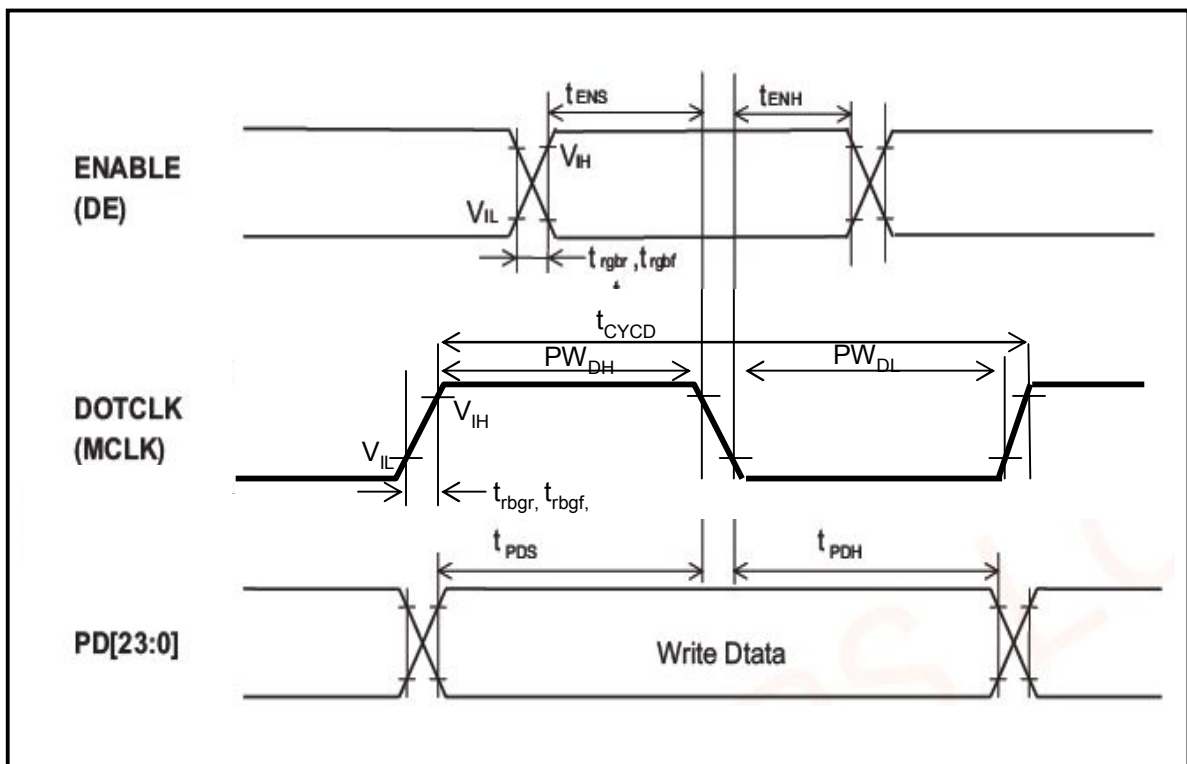 tENS
tENH
ENABLE
(DE)
VIH
VIL
trgbr ,trgbf
tCYCD
PWDH
PWDL
DOTCLK
(MCLK)
VIH
VIL
trbgr, trbgf,
tPDS
tPDH
PD[23:0]
Write Dtata